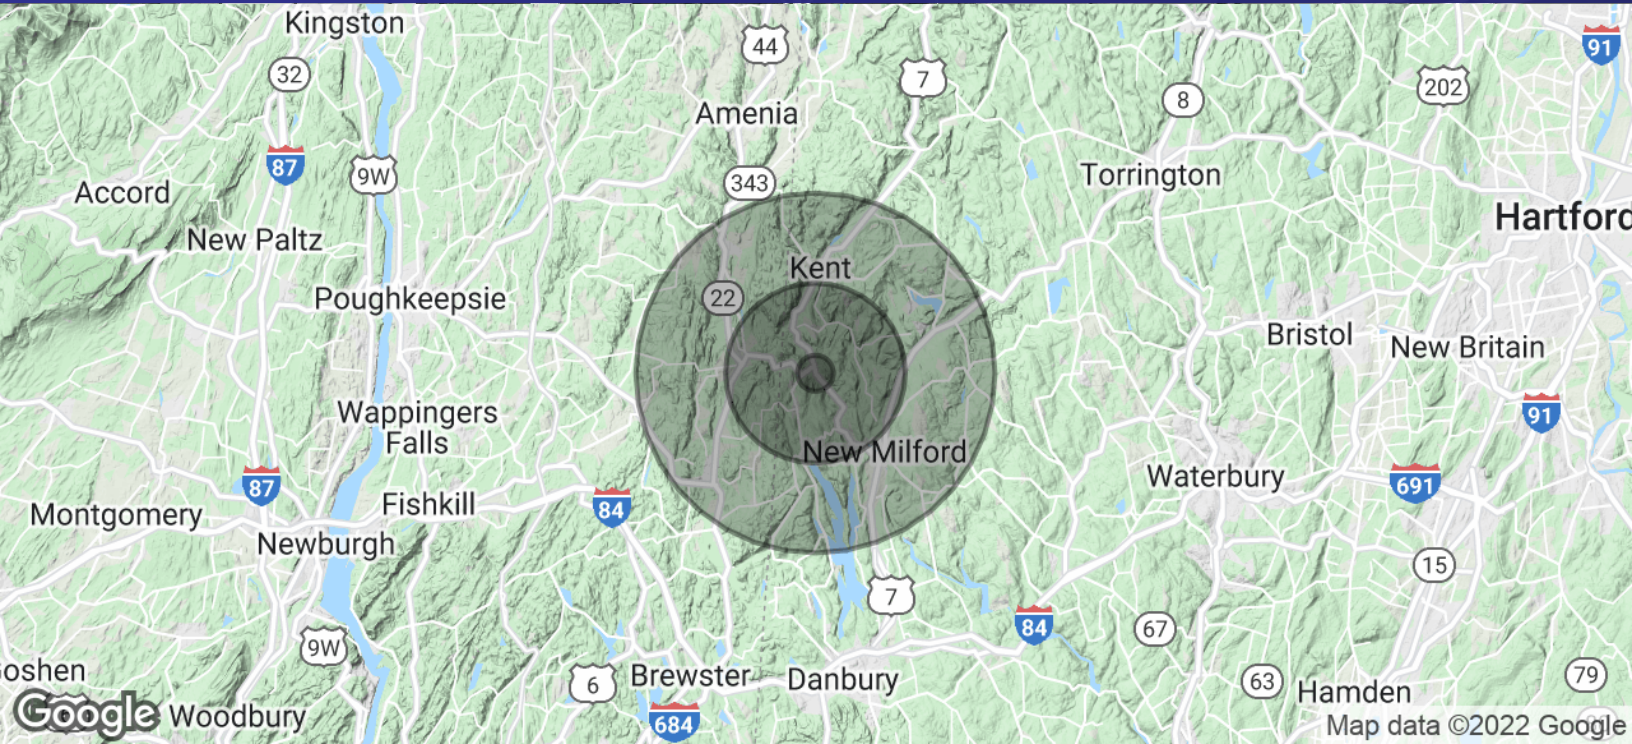 Kingston
44
91
32
7
202
8
Amenia
87
9W
Torrington
343
Accord
Hartford
New Paltz
Kent
22
Poughkeepsie
Bristol
New Britain
Wappingers
Falls
91
New Milford
Waterbury
87
691
84
Fishkill
Montgomery
Newburgh
15
7
84
67
9W
oshen
Brewster
Danbury
6
63
79
Hamden
Google
Woodbury
684
Map data ©2022 Google